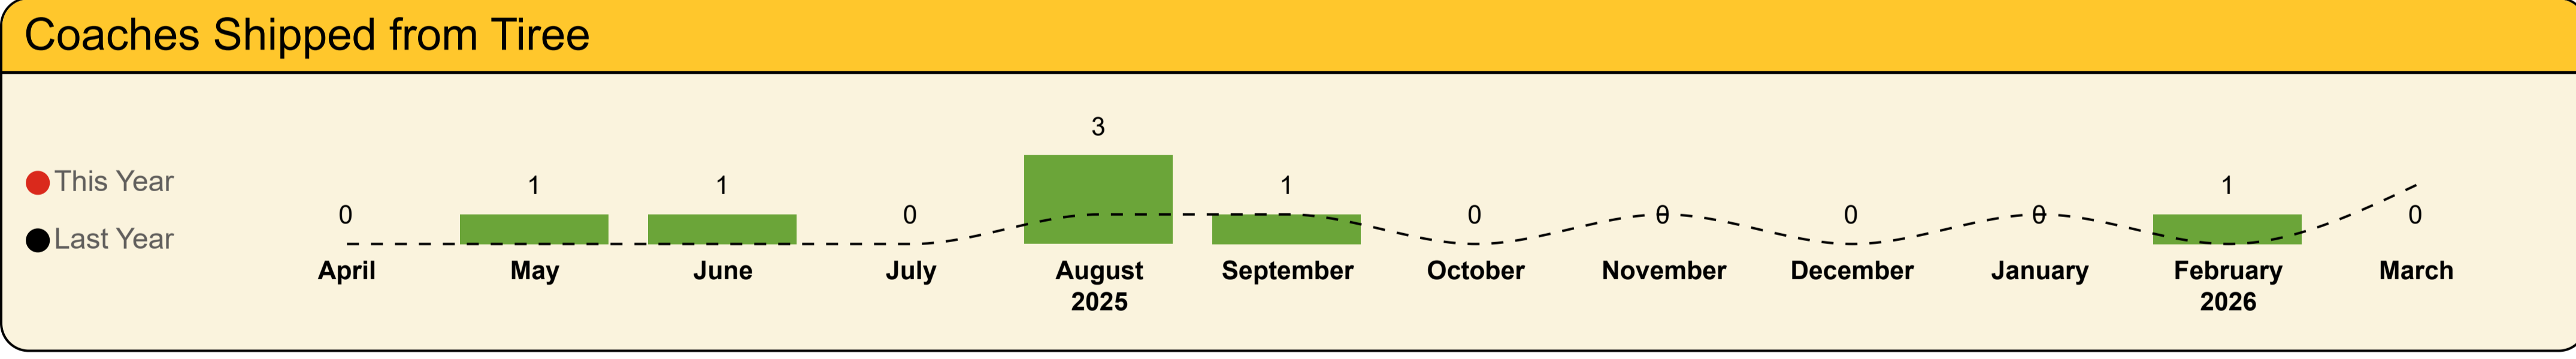 Coaches Shipped from Tiree
This Year
Last Year
0 1 1 0 3 1 0 0 0 0 1 0
April May June July August September October November December January February March
2025 2026